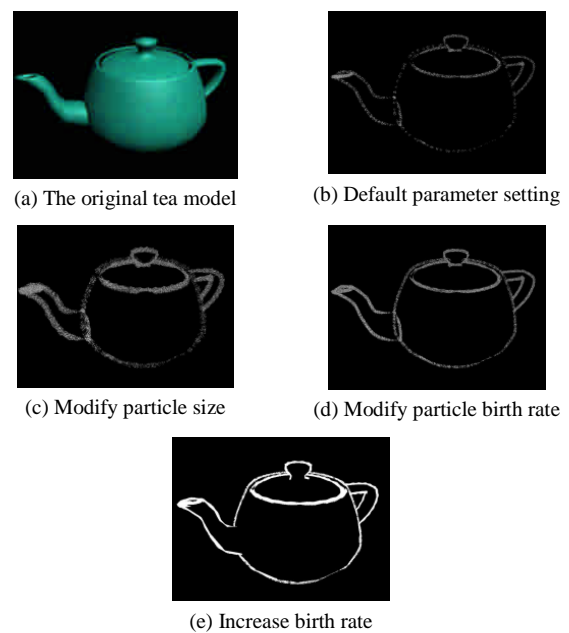 (a) The original tea model
(b) Default parameter setting
(c) Modify particle size
(d) Modify particle birth rate
(e) Increase birth rate